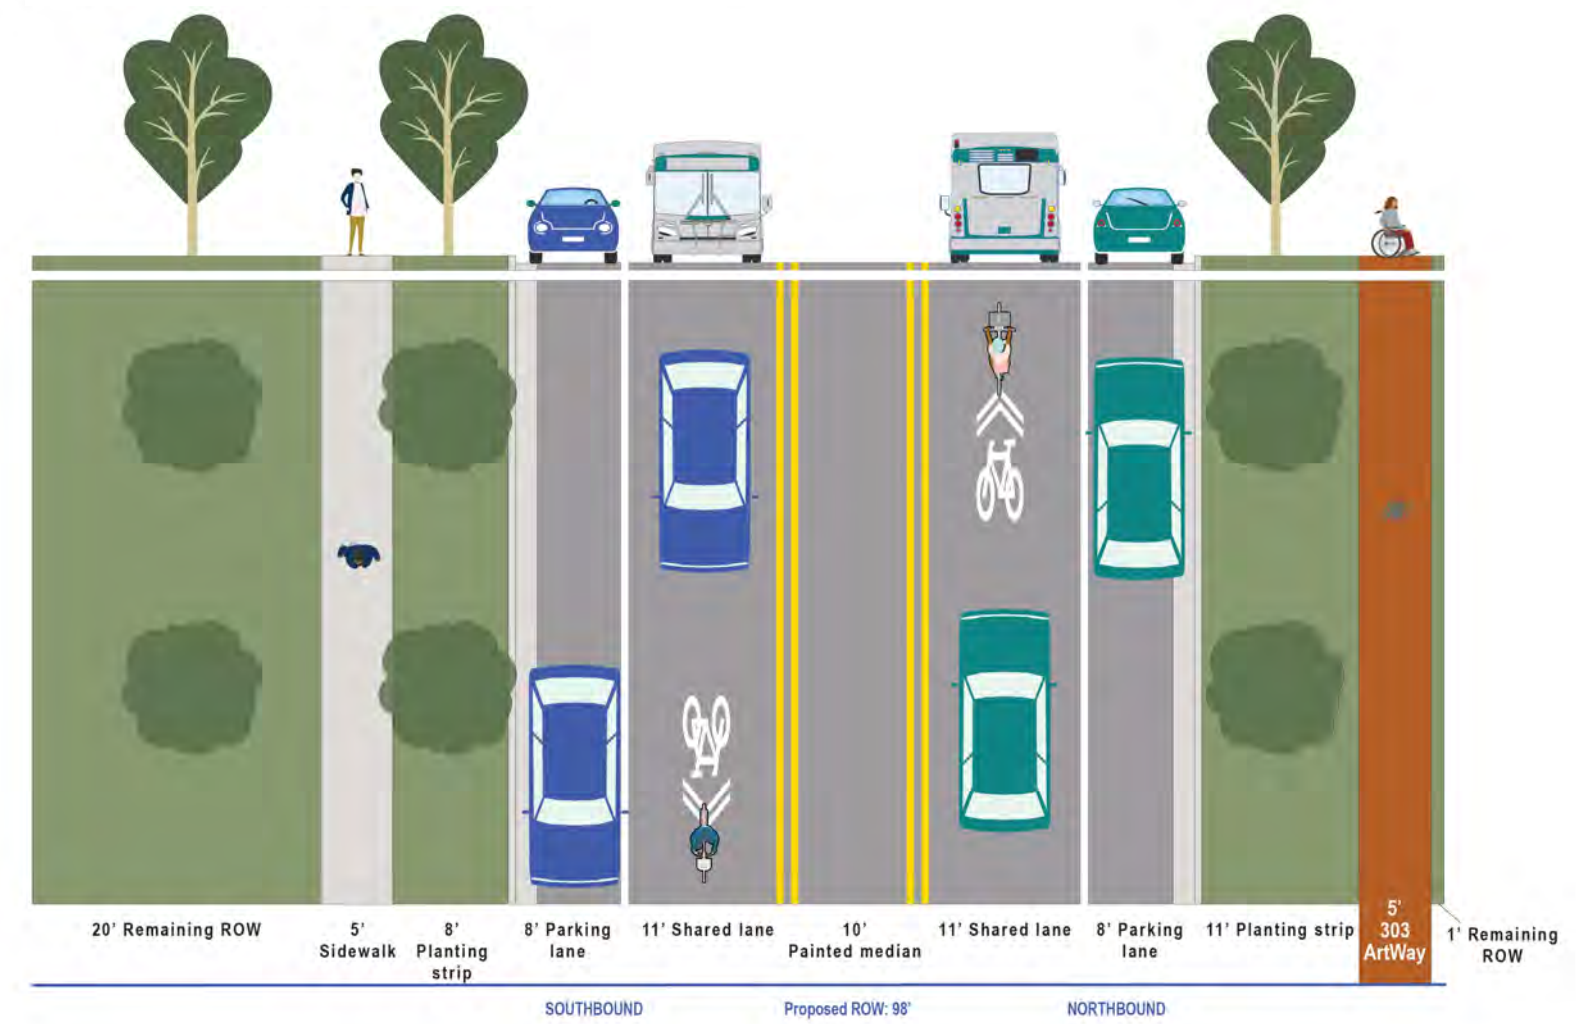 20’ Remaining ROW
5’
Sidewalk
8’
Planting
strip
8’ Parking
lane
11’ Shared lane
10’
Painted median
11’ Shared lane
8’ Parking
lane
11’ Planting strip
5’
303
ArtWay
1’ Remaining
ROW
SOUTHBOUND
Proposed ROW: 98’
NORTHBOUND